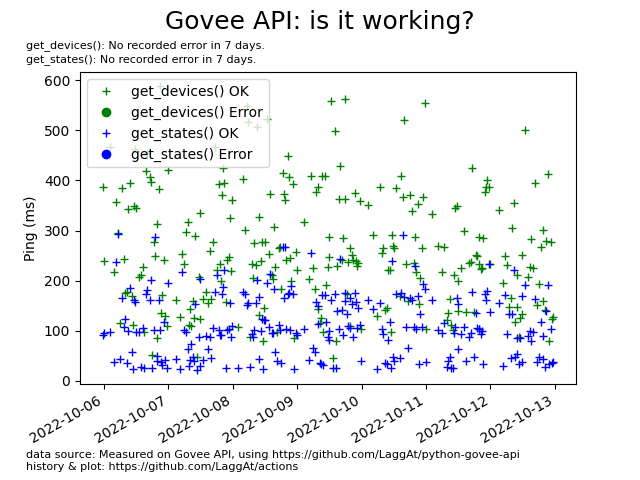 Govee API: is it working?
get_devices(): No recorded error in 7 days.
get_states(): No recorded error in 7 days.
get_devices() OK
get_devices() Error
get_states() OK
get_states() Error
600
500
400
300
200
100
0
Ping (ms)
2022-10-06
2022-10-07
2022-10-08
2022-10-09
2022-10-10
2022-10-11
2022-10-12
2022-10-13
data source: Measured on Govee API, using https://github.com/LaggAt/python-govee-api
history & plot: https://github.com/LaggAt/actions